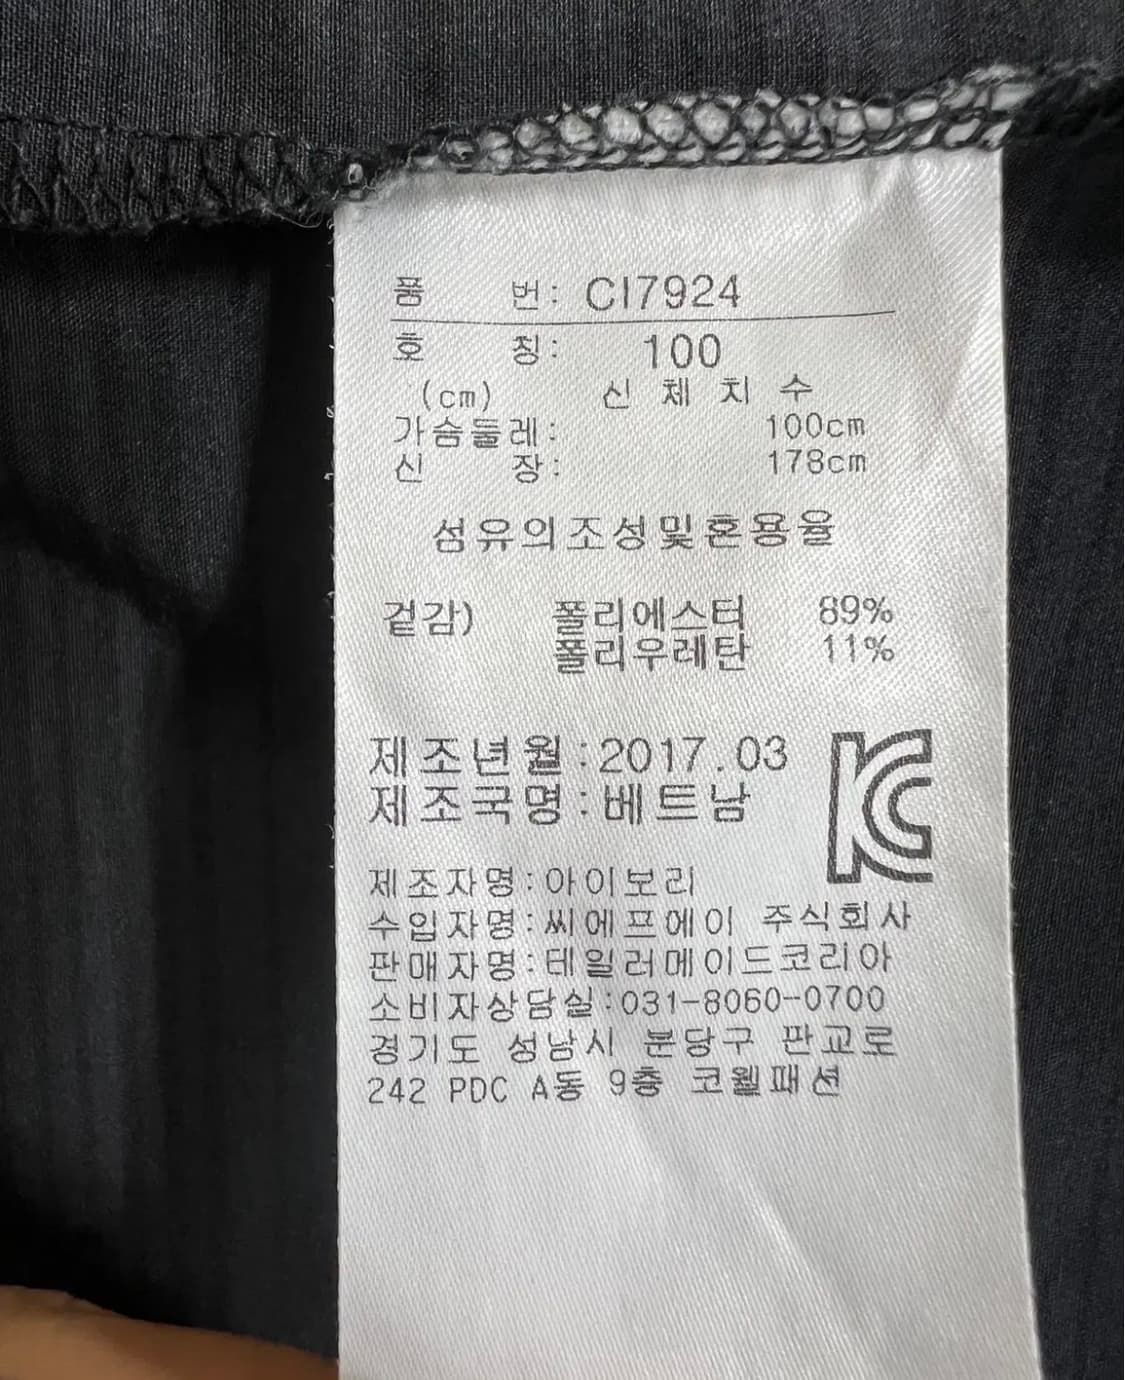 품 번: CI7924
호 칭: 100
(cm) 신 체 치 수
가슴둘레: 100cm
신 장: 178cm
섬유의조성및혼용율
겉감) 폴리에스터 89%
폴리우레탄 11%
제조년월:2017.03
제조국명:베트남
KC
제조자명:아이보리
수입자명:씨에프에이 주식회사
판매자명:테일러메이드코리아
소비자상담실:031-8060-0700
경기도 성남시 분당구 판교로
242 PDC A동 9층 코웰패션